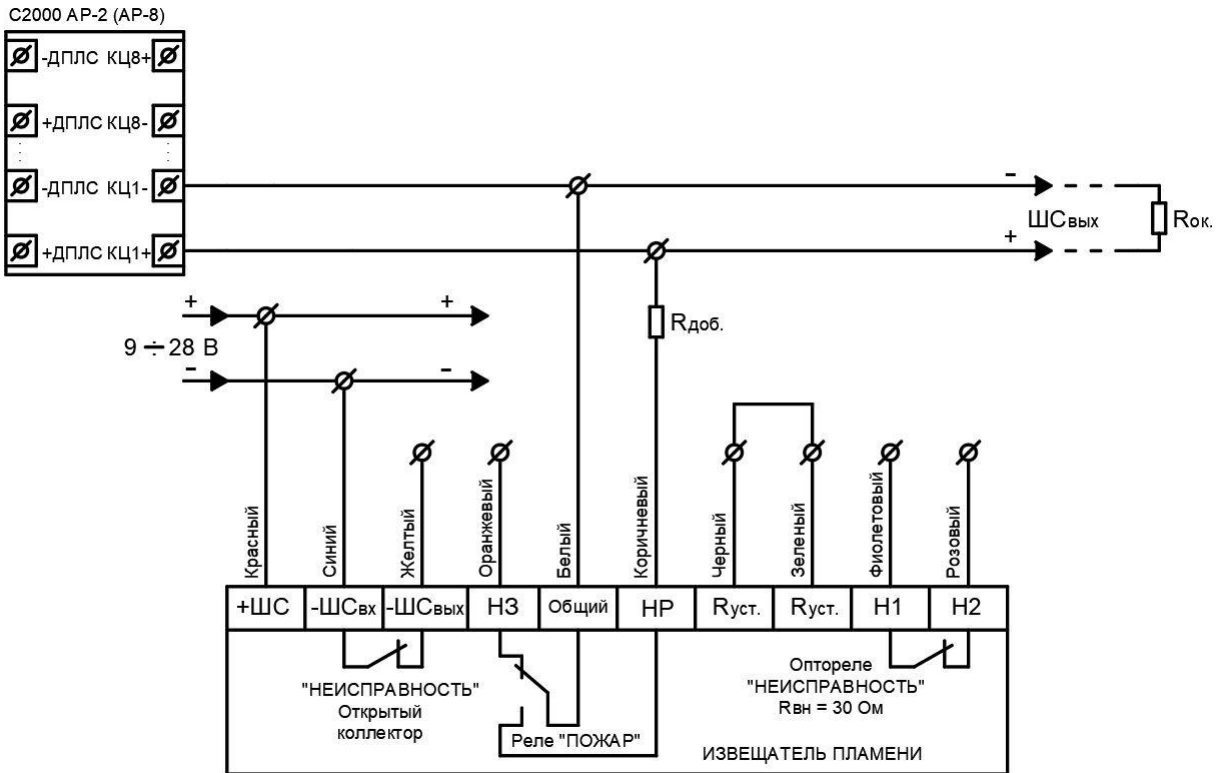 С2000 АР-2 (АР-8)
-ДПЛС КЦ8+
+ДПЛС КЦ8-
-ДПЛС КЦ1-
+ДПЛС КЦ1+
-
ШСвых
+
Rок.
+ +
9 ÷ 28 В
- -
Rдоб.
Красный
Синий
Желтый
Оранжевый
Белый
Коричневый
Черный
Зеленый
Фиолетовый
Розовый
+ШС -ШСвх -ШСвых НЗ Общий НР Rуст. Rуст. Н1 Н2
"НЕИСПРАВНОСТЬ"
Открытый
коллектор
Реле "ПОЖАР"
Оптореле
"НЕИСПРАВНОСТЬ"
Rвн = 30 Ом
ИЗВЕЩАТЕЛЬ ПЛАМЕНИ